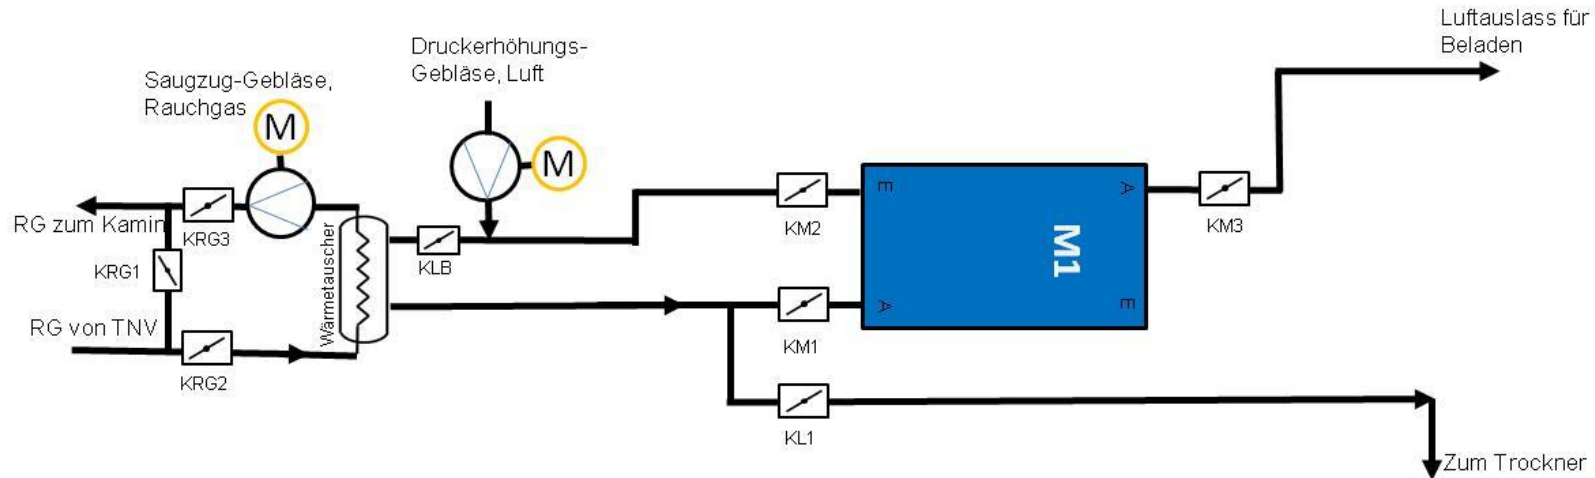 Luftauslass für
Beladen
Druckerhöhungs-
Gebläse, Luft
Saugzug-Gebläse,
Rauchgas
M
M
E
A
KM2
KM3
RG zum Kamin
KRG3
KLB
Wärmetauscher
M1
KRG1
A
E
RG von TNV
KM1
KRG2
KL1
Zum Trockner